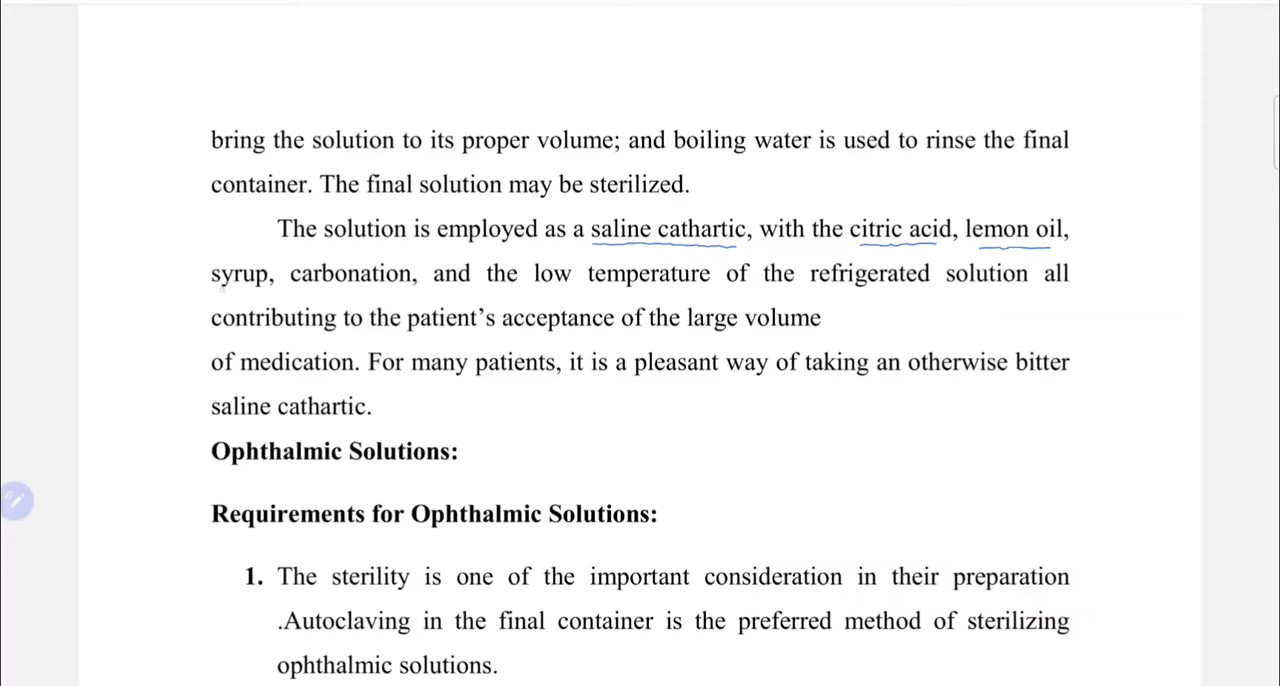 bring the solution to its proper volume; and boiling water is used to rinse the final
container. The final solution may be sterilized.
The solution is employed as a saline cathartic, with the citric acid, lemon oil,
syrup, carbonation, and the low temperature of the refrigerated solution all
contributing to the patient’s acceptance of the large volume
of medication. For many patients, it is a pleasant way of taking an otherwise bitter
saline cathartic.
Ophthalmic Solutions:
Requirements for Ophthalmic Solutions:
1. The sterility is one of the important consideration in their preparation
.Autoclaving in the final container is the preferred method of sterilizing
ophthalmic solutions.